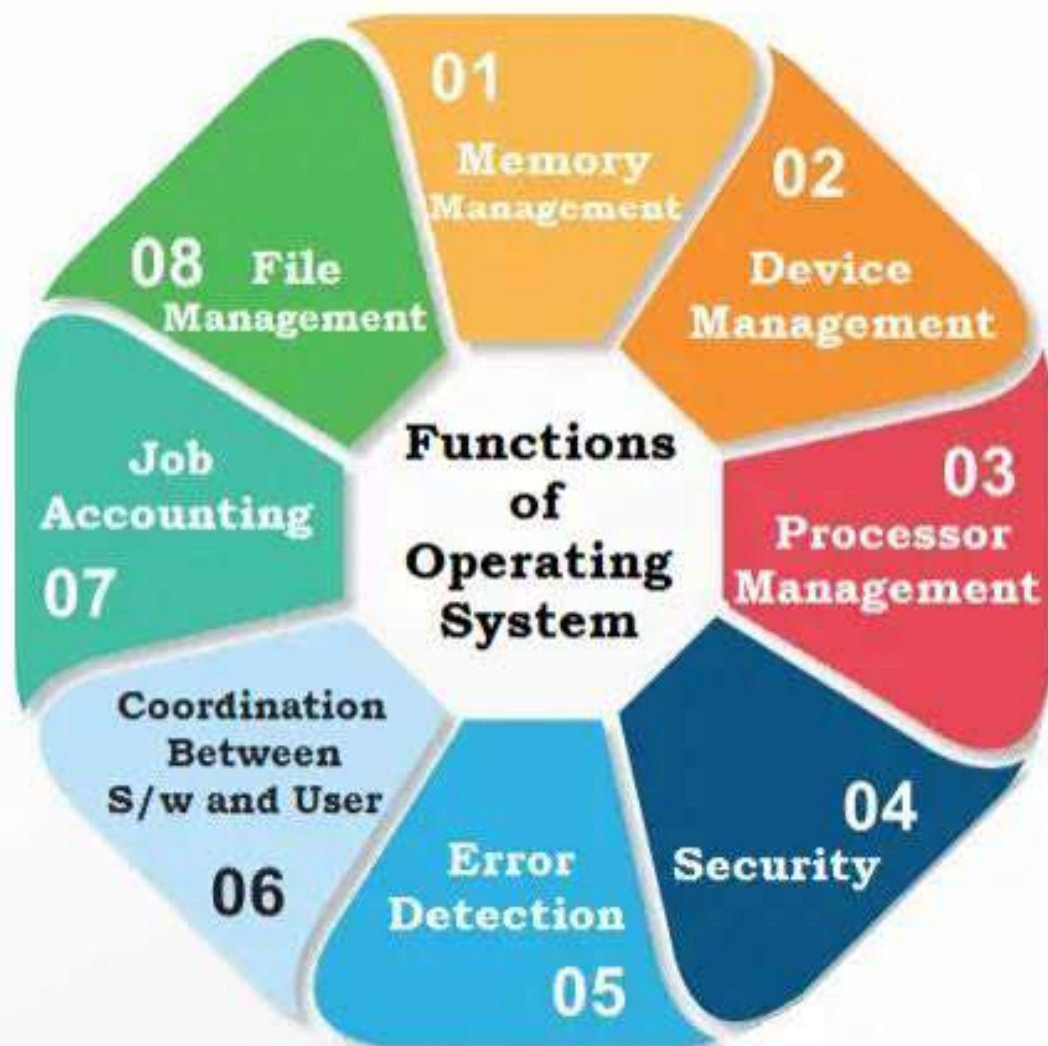 Functions
of
Operating
System
01
Memory
Management
02
Device
Management
03
Processor
Management
04
Security
Error
Detection
05
Coordination
Between
S/w and User
06
Job
Accounting
07
08 File
Management